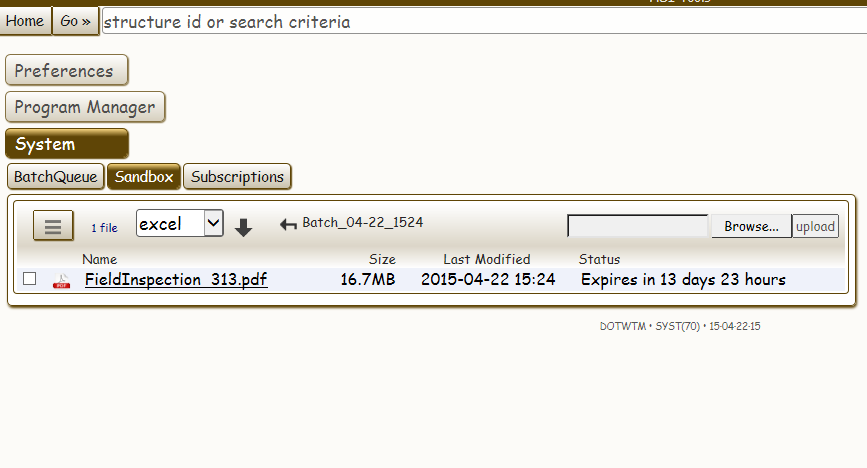 Home Go » structure id or search criteria
Preferences
Program Manager
System
BatchQueue Sandbox Subscriptions
1 file excel Batch_04-22_1524 Browse... upload
Name Size Last Modified Status
PDF FieldInspection_313.pdf 16.7MB 2015-04-22 15:24 Expires in 13 days 23 hours
DOTWTM • SYST(70) • 15-04-22-15